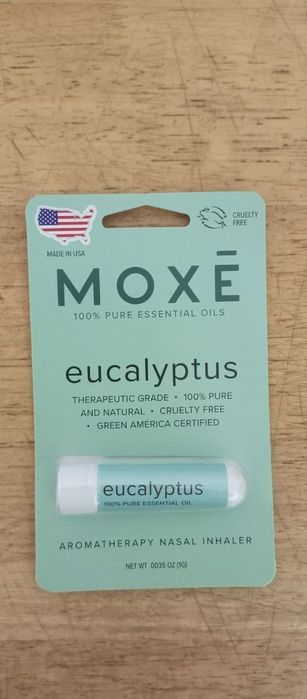 CRUELTY
FREE
MADE IN USA
MOXĒ
100% PURE ESSENTIAL OILS
eucalyptus
THERAPEUTIC GRADE • 100% PURE
AND NATURAL • CRUELTY FREE
• GREEN AMERICA CERTIFIED
eucalyptus
100% PURE ESSENTIAL OIL
AROMATHERAPY NASAL INHALER
NET WT .0035 OZ (1G)